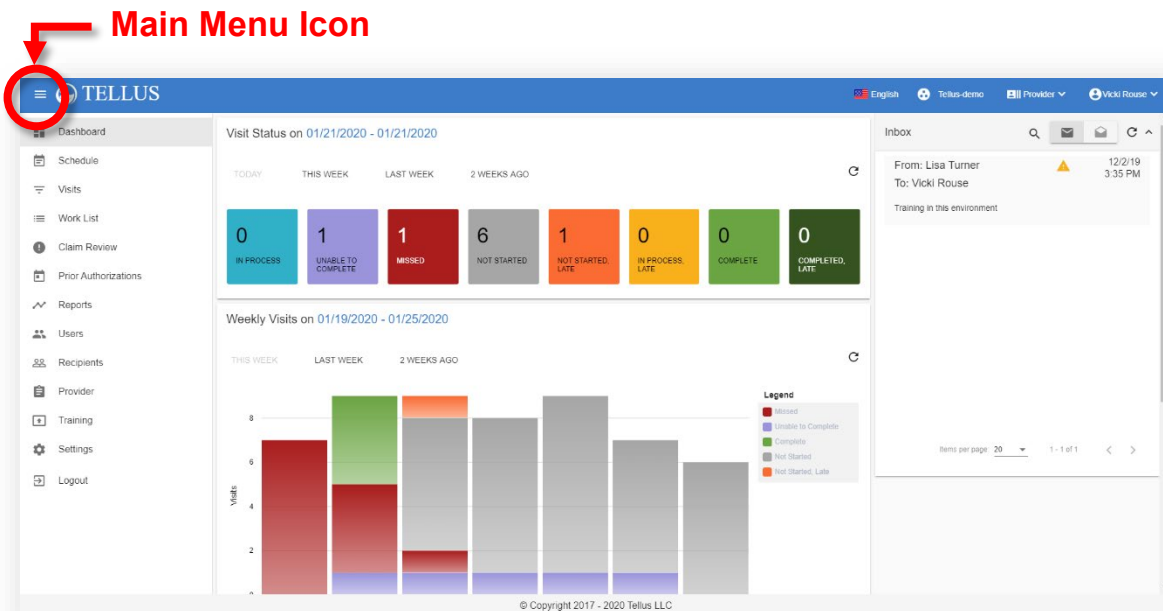 Main Menu Icon
TELLUS
English
Tellus-demo
Provider
Vicki Rouse
Dashboard
Schedule
Visits
Work List
Claim Review
Prior Authorizations
Reports
Users
Recipients
Provider
Training
Settings
Logout
Visit Status on 01/21/2020 - 01/21/2020
TODAY THIS WEEK LAST WEEK 2 WEEKS AGO
0
IN PROCESS
1
UNABLE TO
COMPLETE
1
MISSED
6
NOT STARTED
1
NOT STARTED,
LATE
0
IN PROCESS,
LATE
0
COMPLETE
0
COMPLETED,
LATE
Weekly Visits on 01/19/2020 - 01/25/2020
THIS WEEK LAST WEEK 2 WEEKS AGO
Visits
8
6
4
2
0
Legend
Missed
Unable to Complete
Complete
Not Started
Not Started, Late
Inbox
From: Lisa Turner
To: Vicki Rouse
12/2/19
3:35 PM
Training in this environment
Items per page: 20 1 - 1 of 1
© Copyright 2017 - 2020 Tellus LLC